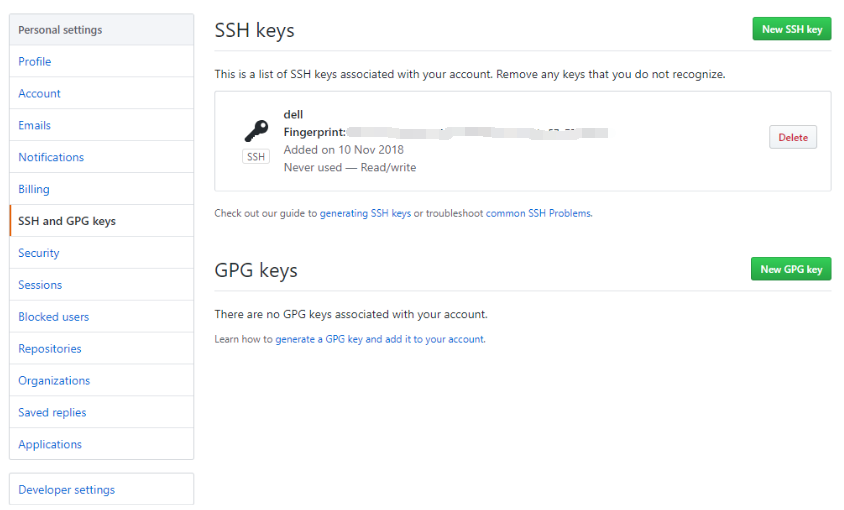 Personal settings
Profile
Account
Emails
Notifications
Billing
SSH and GPG keys
Security
Sessions
Blocked users
Repositories
Organizations
Saved replies
Applications
Developer settings
SSH keys
New SSH key
This is a list of SSH keys associated with your account. Remove any keys that you do not recognize.
dell
Fingerprint:
SSH
Added on 10 Nov 2018
Never used — Read/write
Delete
Check out our guide to generating SSH keys or troubleshoot common SSH Problems.
GPG keys
New GPG key
There are no GPG keys associated with your account.
Learn how to generate a GPG key and add it to your account.